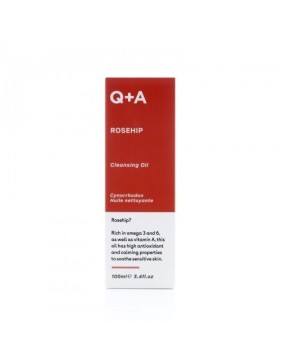 Q+A
ROSEHIP
Cleansing Oil
Cynorrhodon
Huile nettoyante
Rosehip?
Rich in omega 3 and 6,
as well as vitamin A, this
oil has high antioxidant
and calming properties
to soothe sensitive skin.
100ml℮ 3.4fl.oz